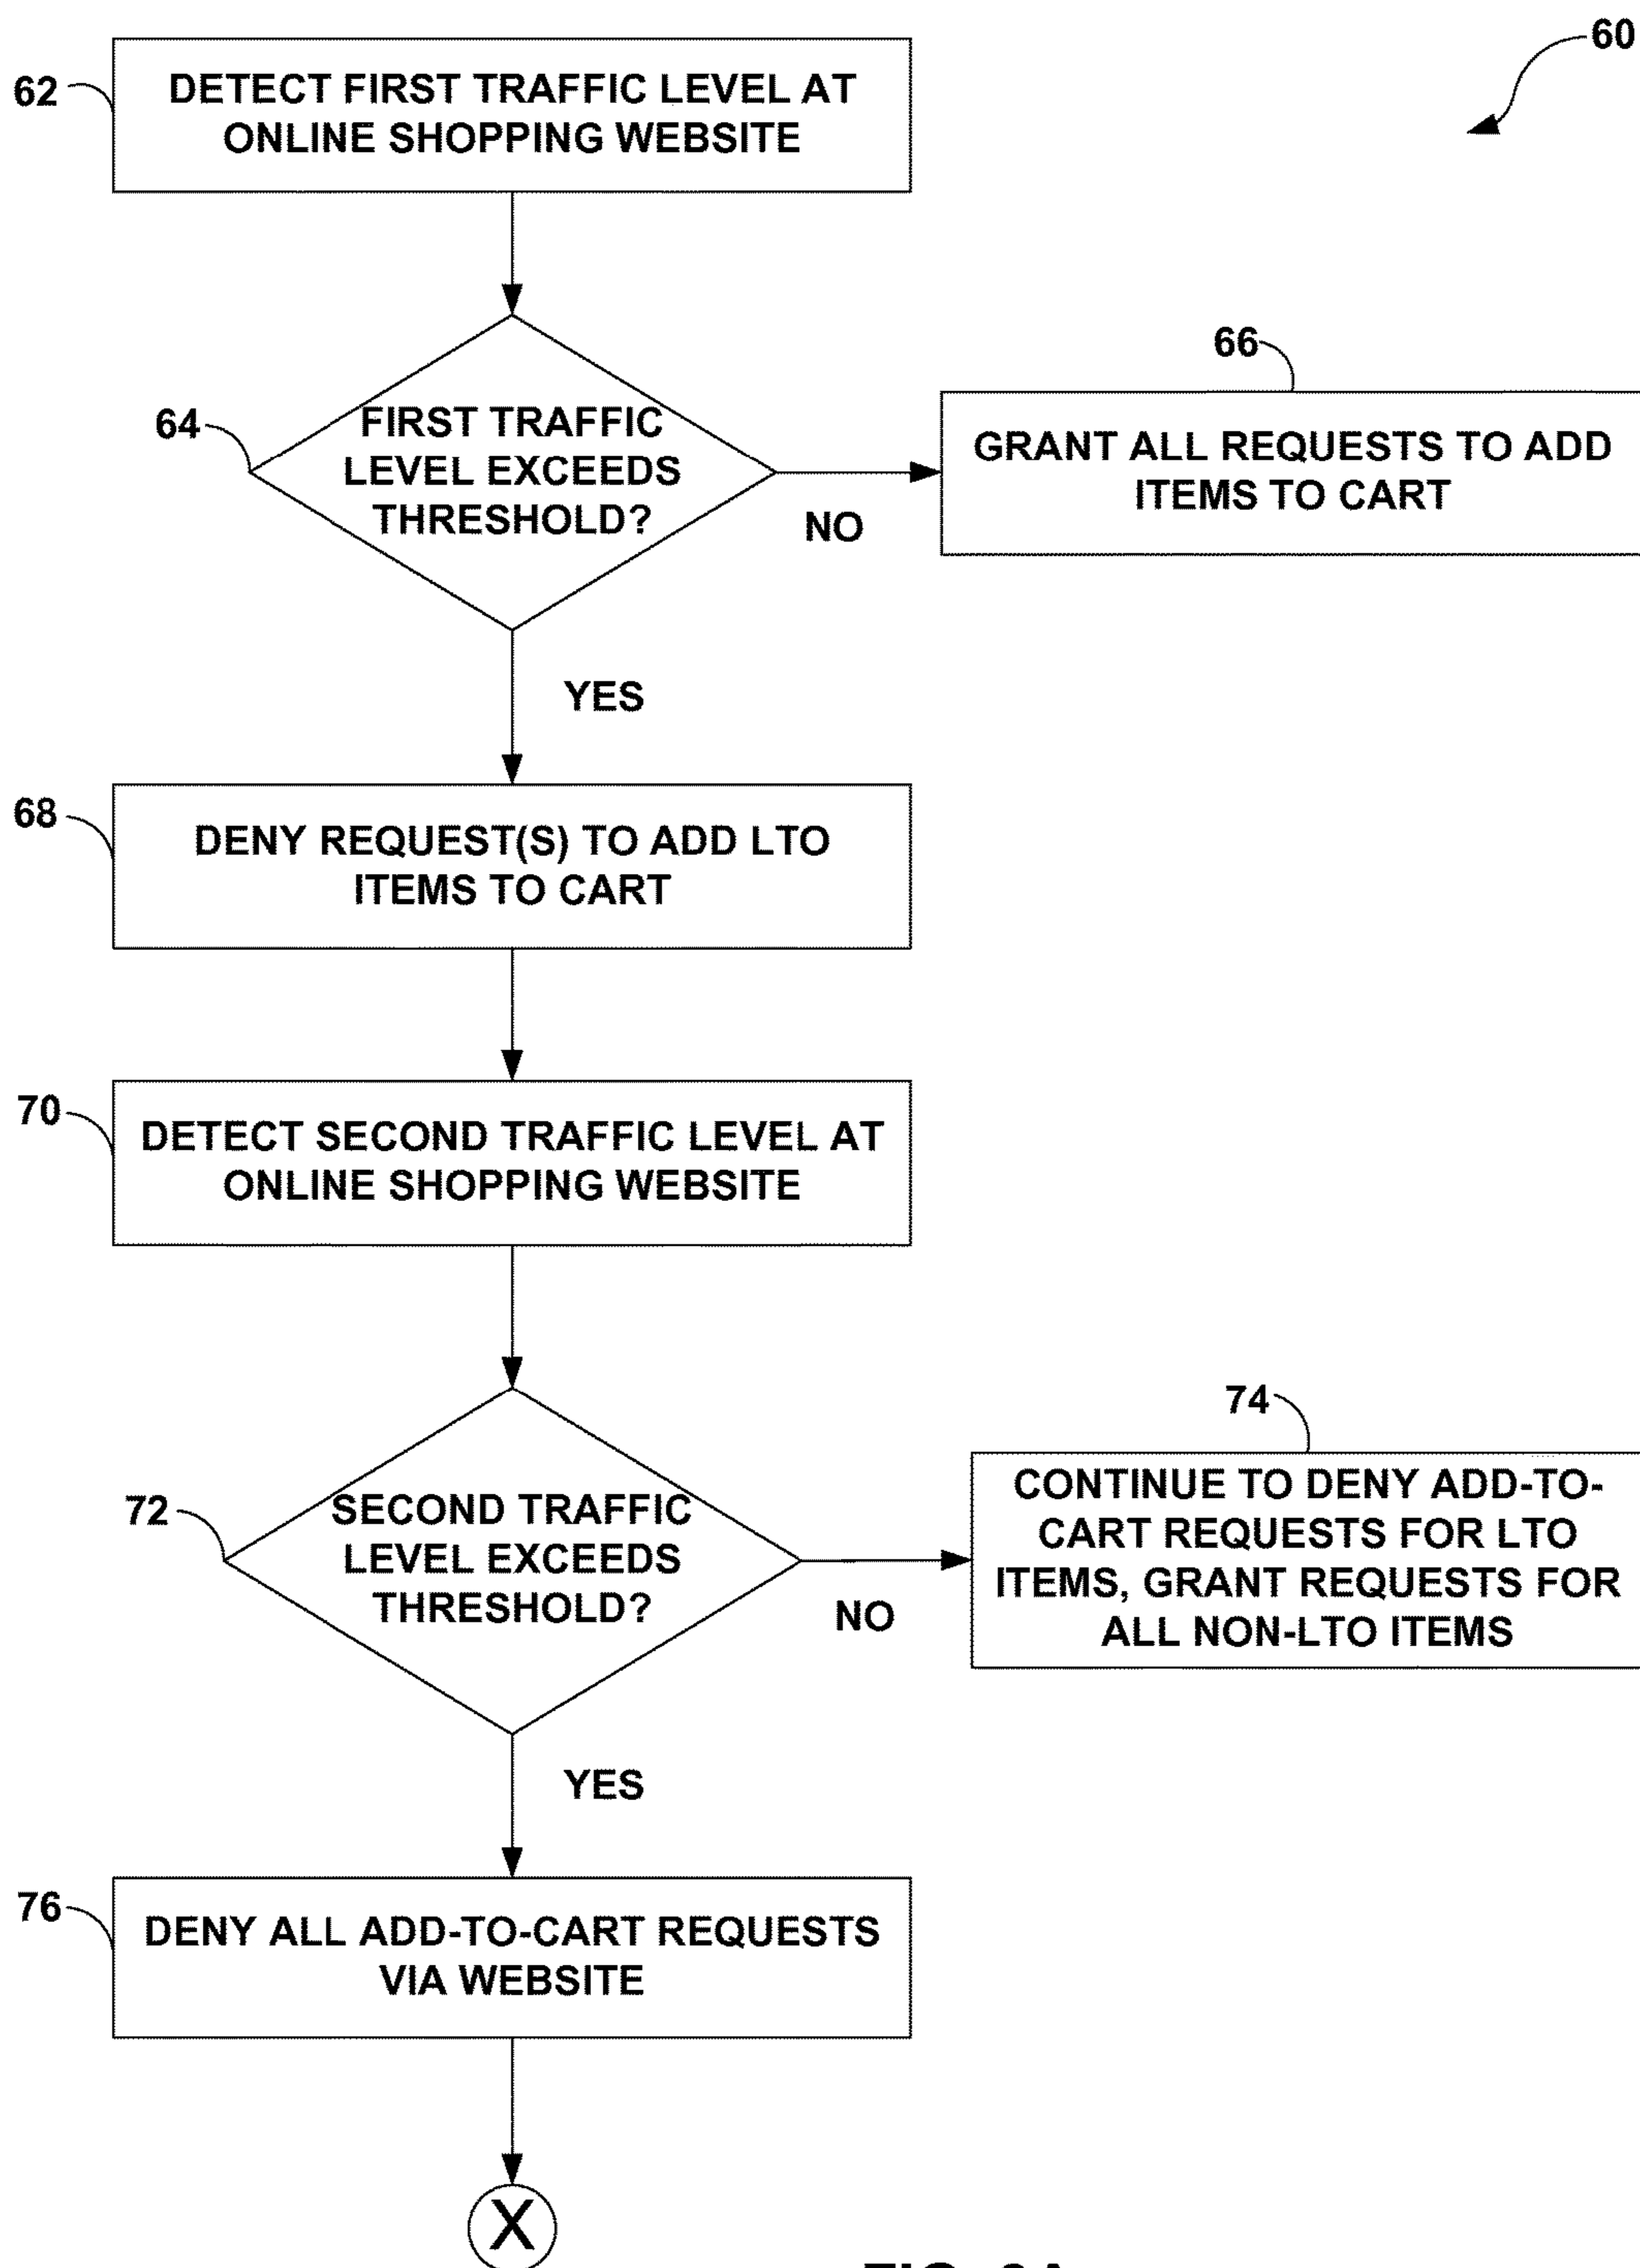 60
62
DETECT FIRST TRAFFIC LEVEL AT
ONLINE SHOPPING WEBSITE
64
FIRST TRAFFIC
LEVEL EXCEEDS
THRESHOLD?
NO
66
GRANT ALL REQUESTS TO ADD
ITEMS TO CART
YES
68
DENY REQUEST(S) TO ADD LTO
ITEMS TO CART
70
DETECT SECOND TRAFFIC LEVEL AT
ONLINE SHOPPING WEBSITE
72
SECOND TRAFFIC
LEVEL EXCEEDS
THRESHOLD?
NO
74
CONTINUE TO DENY ADD-TO-
CART REQUESTS FOR LTO
ITEMS, GRANT REQUESTS FOR
ALL NON-LTO ITEMS
YES
76
DENY ALL ADD-TO-CART REQUESTS
VIA WEBSITE
X